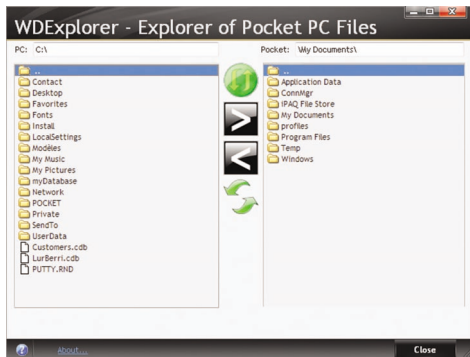 WDExplorer - Explorer of Pocket PC Files
PC: C:\
Pocket: \My Documents\
..
Contact
Desktop
Favorites
Fonts
Install
LocalSettings
Modèles
My Music
My Pictures
myDatabase
Network
POCKET
Private
SendTo
UserData
Customers.cdb
LurBerri.cdb
PUTTY.RND
>
<
..
Application Data
ConnMgr
iPAQ File Store
My Documents
profiles
Program Files
Temp
Windows
About...
Close